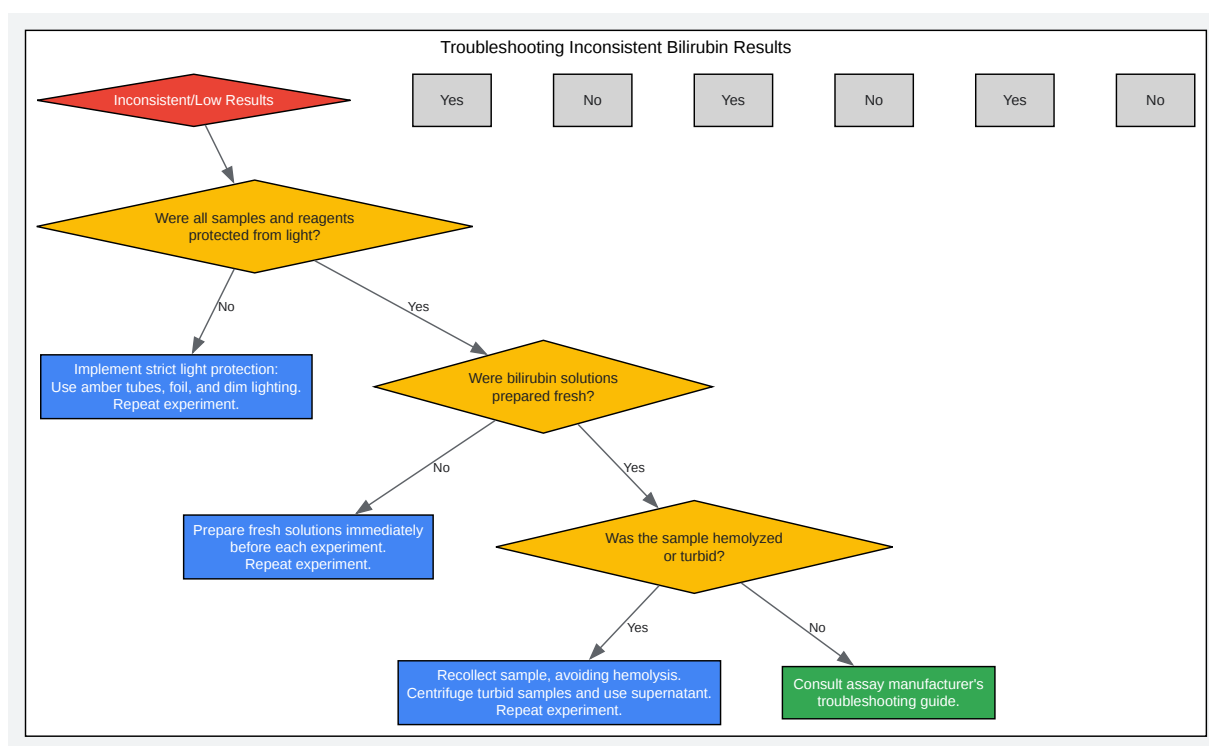 Troubleshooting Inconsistent Bilirubin Results
Inconsistent/Low Results
Yes
No
Yes
No
Yes
No
Were all samples and reagents
protected from light?
No
Yes
Implement strict light protection:
Use amber tubes, foil, and dim lighting.
Repeat experiment.
Were bilirubin solutions
prepared fresh?
No
Yes
Prepare fresh solutions immediately
before each experiment.
Repeat experiment.
Was the sample hemolyzed
or turbid?
Yes
No
Recollect sample, avoiding hemolysis.
Centrifuge turbid samples and use supernatant.
Repeat experiment.
Consult assay manufacturer's
troubleshooting guide.